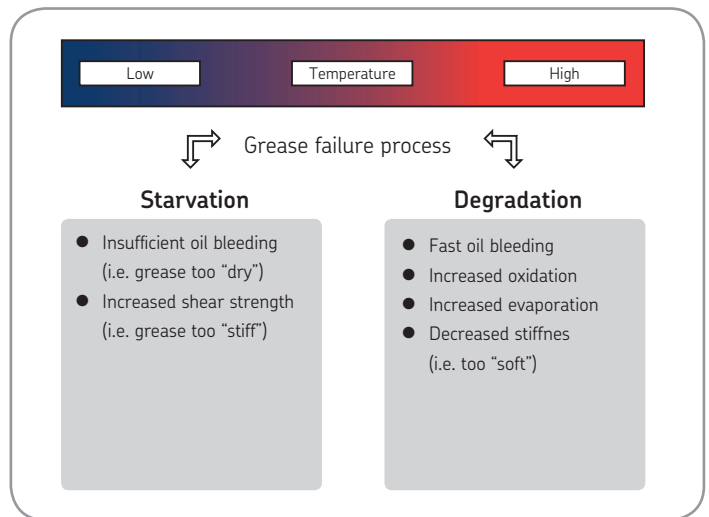 Low Temperature High
Grease failure process
Starvation
Insufficient oil bleeding
(i.e. grease too “dry”)
Increased shear strength
(i.e. grease too “stiff”)
Degradation
Fast oil bleeding
Increased oxidation
Increased evaporation
Decreased stiffnes
(i.e. too “soft”)